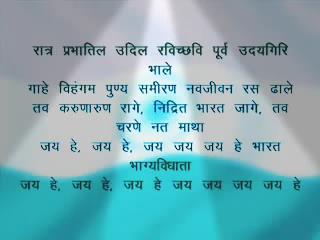 रात्र प्रभातिल उदिल रविच्छवि पूर्व उदयगिरि
भाले
गाहे विहंगम पुण्य समीरण नवजीवन रस ढाले
तव करुणारुण रागे, निद्रित भारत जागे, तव
चरणे नत माथा
जय हे, जय हे, जय जय जय हे भारत
भाग्यविघाता
जय हे, जय हे, जय हे जय जय जय जय हे